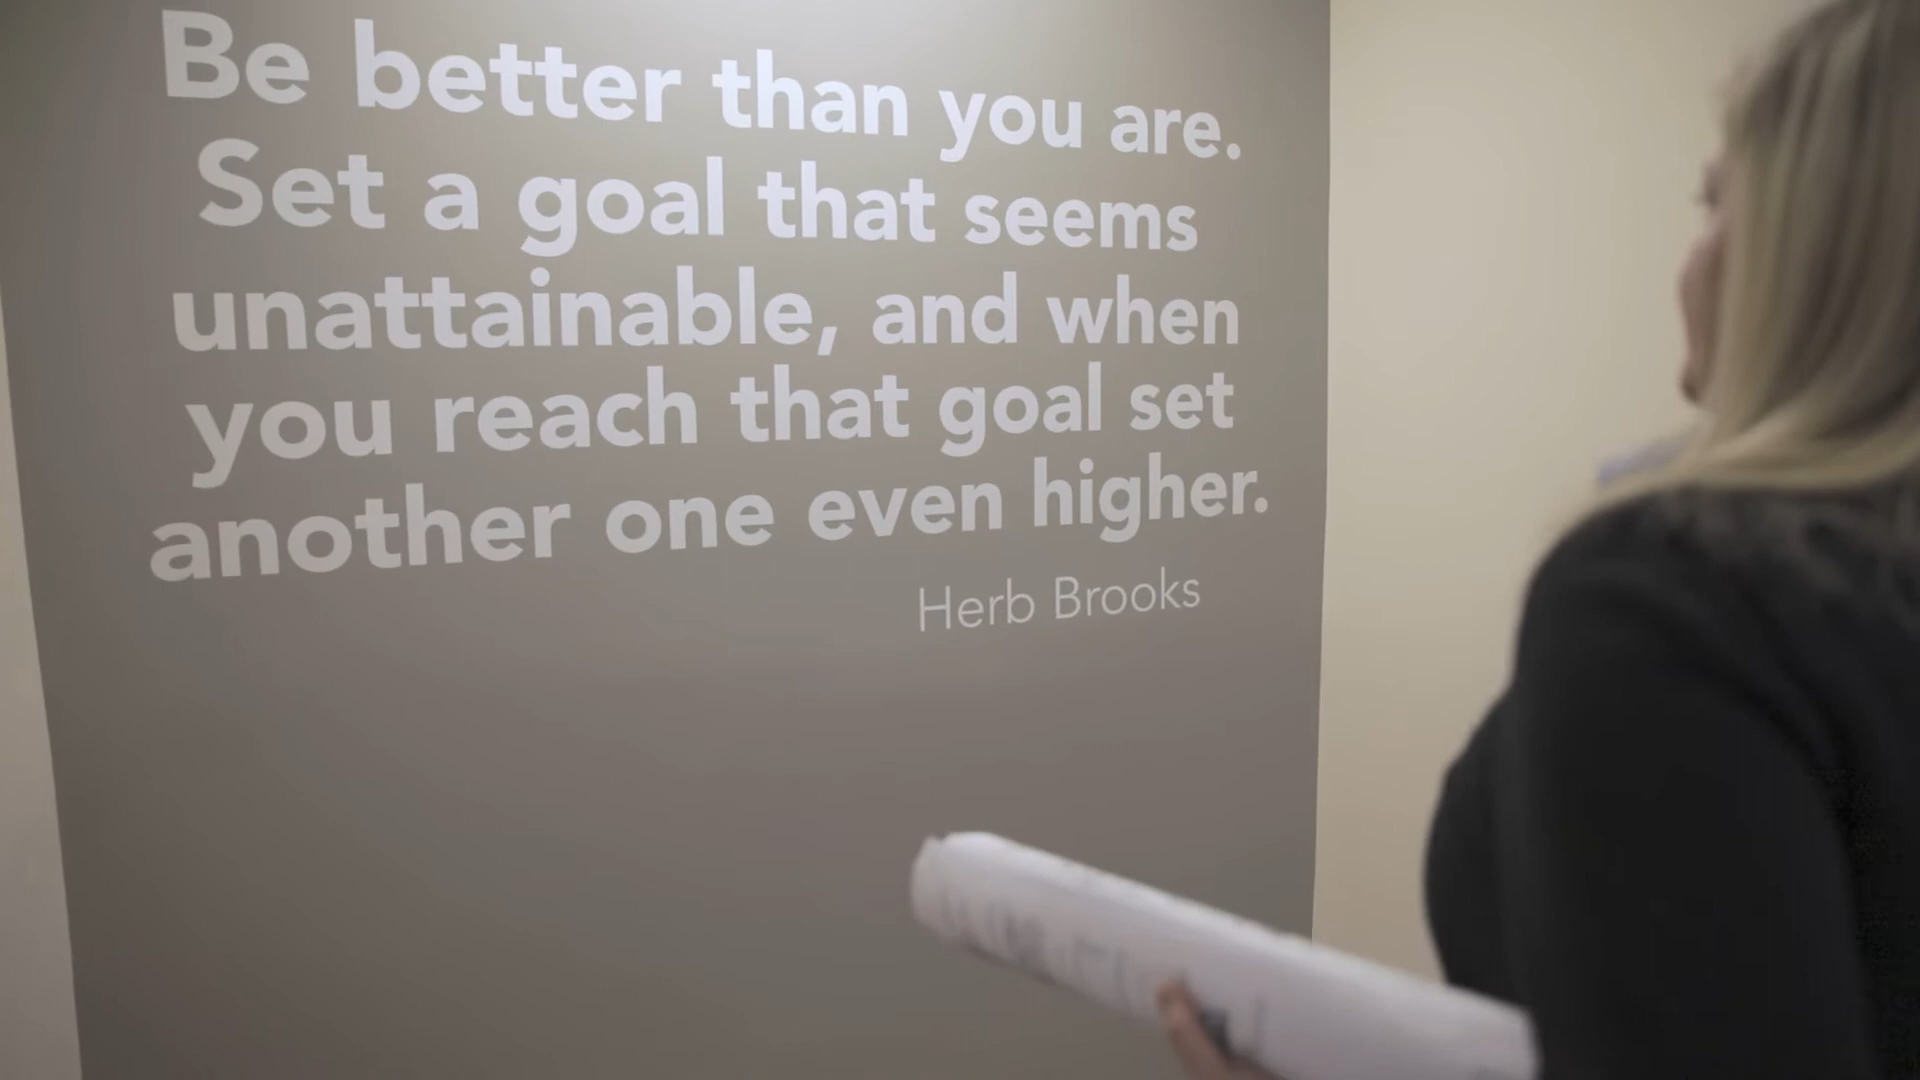 Be better than you are.
Set a goal that seems
unattainable, and when
you reach that goal set
another one even higher.
Herb Brooks